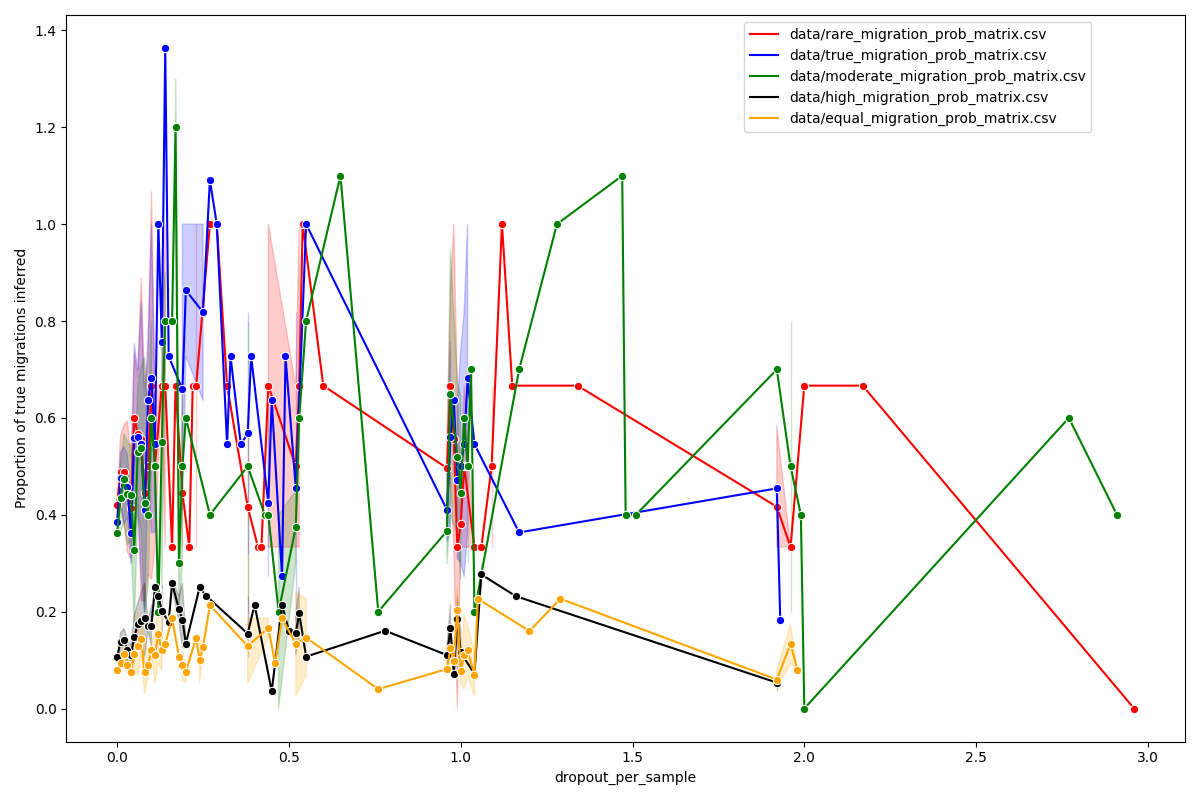 data/rare_migration_prob_matrix.csv
data/true_migration_prob_matrix.csv
data/moderate_migration_prob_matrix.csv
data/high_migration_prob_matrix.csv
data/equal_migration_prob_matrix.csv
Proportion of true migrations inferred
1.4
1.2
1.0
0.8
0.6
0.4
0.2
0.0
0.0 0.5 1.0 1.5 2.0 2.5 3.0
dropout_per_sample